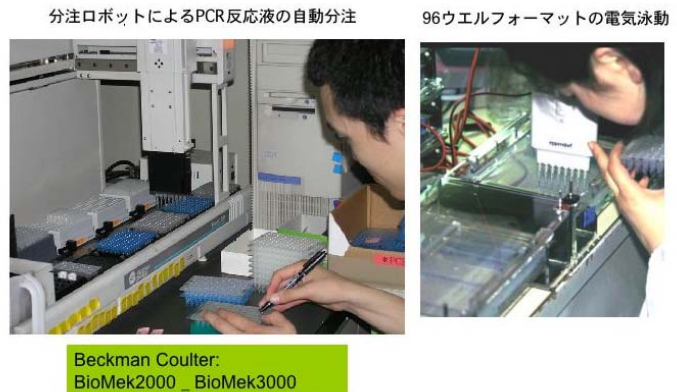 分注ロボットによるPCR反応液の自動分注
96ウエルフォーマットの電気泳動
eppendorf
*PCR
Beckman Coulter:
BioMek2000 _ BioMek3000